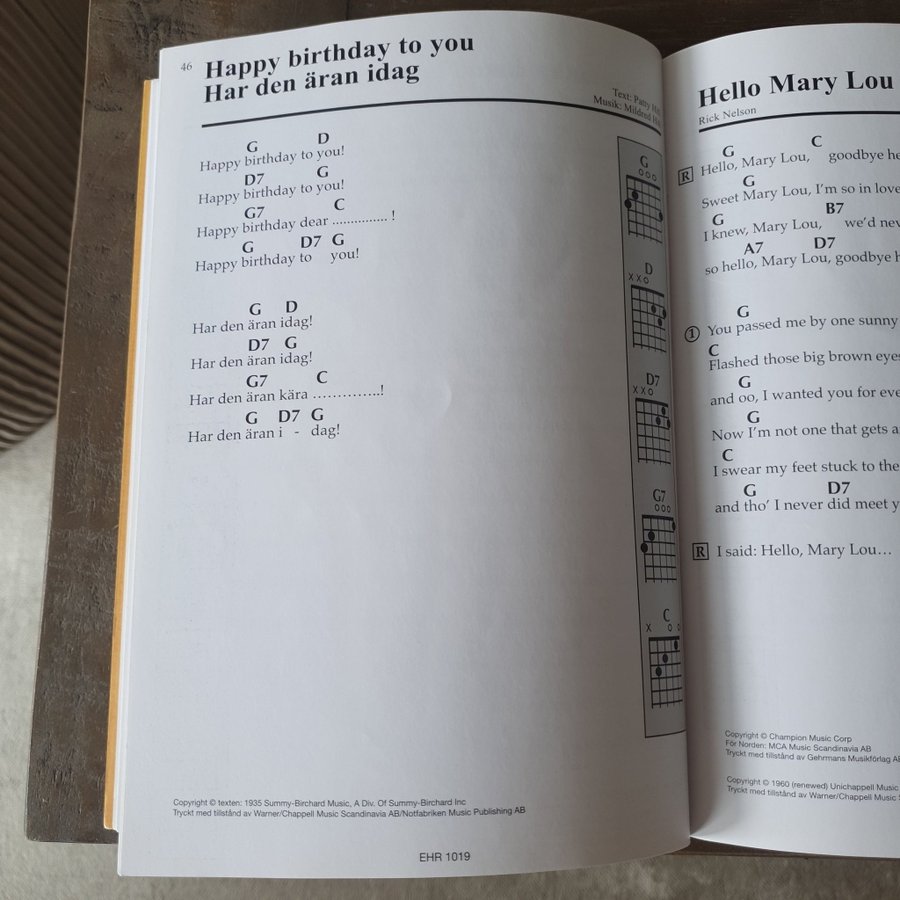 46
Happy birthday to you
Har den äran idag
Text: Patty
Musik: Mildred
G D
Happy birthday to you!
D7 G
Happy birthday to you!
G7 C
Happy birthday dear ............... !
G D7 G
Happy birthday to you!
G D
Har den äran idag!
D7 G
Har den äran idag!
G7 C
Har den äran kära …………..!
G D7 G
Har den äran i - dag!
G
ooo
D
xxo
D7
xxo
G7
ooo
C
x o o
Copyright © texten: 1935 Summy-Birchard Music, A Div. Of Summy-Birchard Inc
Tryckt med tillstånd av Warner/Chappell Music Scandinavia AB/Notfabriken Music Publishing AB
EHR 1019
Hello Mary Lou
Rick Nelson
G C
R Hello, Mary Lou, goodbye
G
Sweet Mary Lou, I'm so in love
G B7
I knew, Mary Lou, we'd
A7 D7
so hello, Mary Lou, goodbye
G
1 You passed me by one sunny
C
Flashed those big brown
G
and oo, I wanted you for
G
Now I'm not one that gets
C
I swear my feet stuck to the
G D7
and tho' I never did meet
R I said: Hello, Mary Lou…
Copyright © Champion Music Corp
För Norden: MCA Music Scandinavia AB
Tryckt med tillstånd av Gehrmans Musikförlag
Copyright © 1960 (renewed) Unichappell Music
Tryckt med tillstånd av Warner/Chappell Music